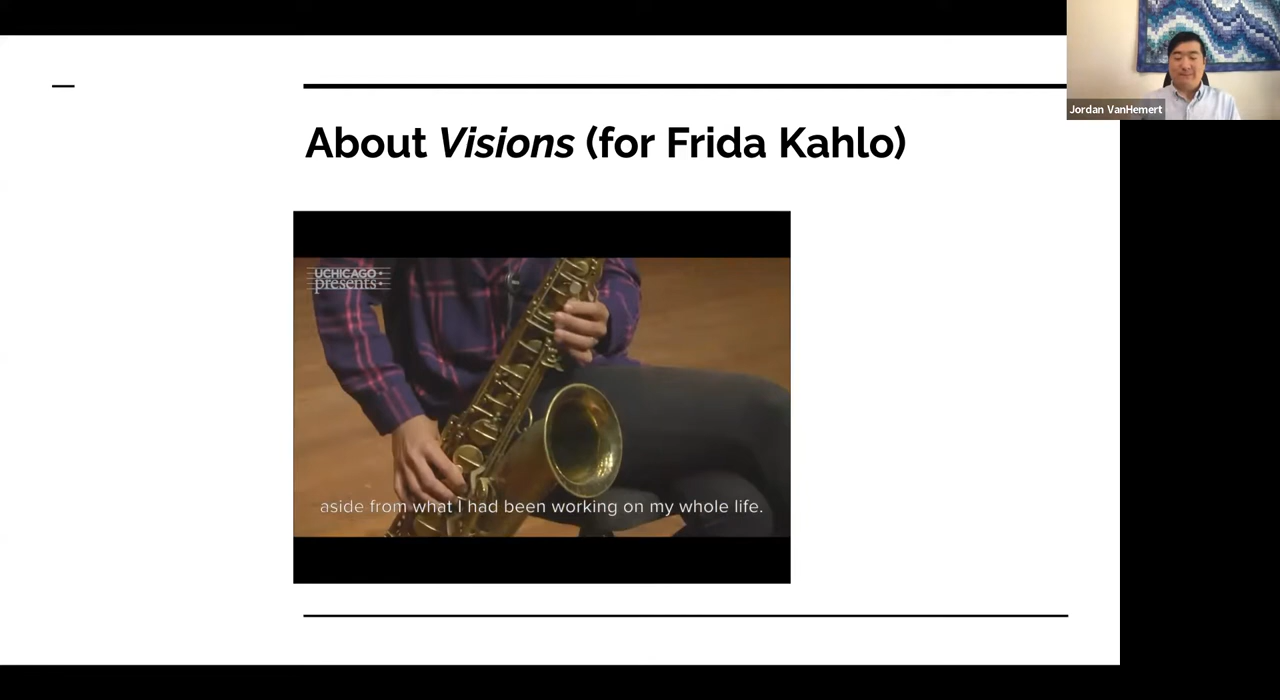 Jordan VanHemert
About Visions (for Frida Kahlo)
UCHICAGO
presents
aside from what I had been working on my whole life.